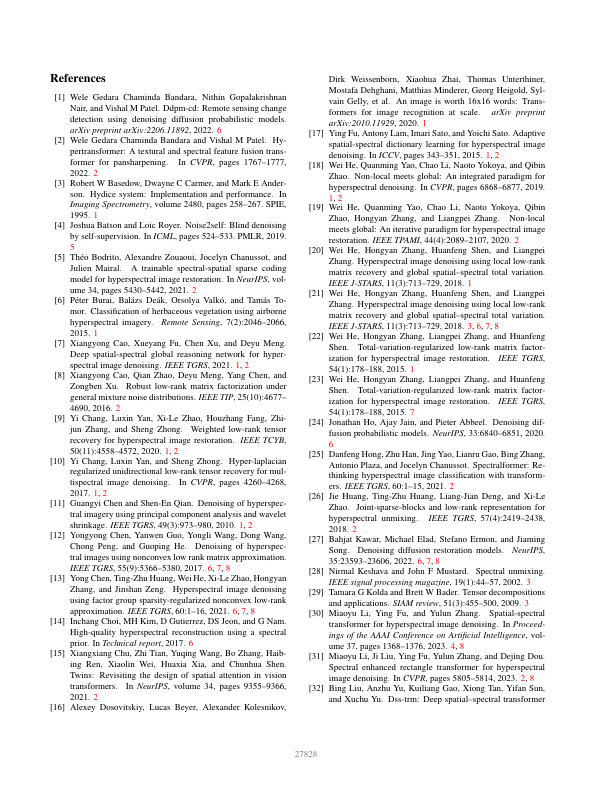 References
[1] Wele Gedara Chaminda Bandara, Nithin Gopalakrishnan
Nair, and Vishal M Patel. Ddpm-cd: Remote sensing change
detection using denoising diffusion probabilistic models.
arXiv preprint arXiv:2206.11892, 2022. 6
[2] Wele Gedara Chaminda Bandara and Vishal M Patel. Hy-
pertransformer: A textural and spectral feature fusion trans-
former for pansharpening. In CVPR, pages 1767–1777,
2022. 2
[3] Robert W Basedow, Dwayne C Carmer, and Mark E Ander-
son. Hydice system: Implementation and performance. In
Imaging Spectrometry, volume 2480, pages 258–267. SPIE,
1995. 1
[4] Joshua Batson and Loic Royer. Noise2self: Blind denoising
by self-supervision. In ICML, pages 524–533. PMLR, 2019.
5
[5] Théo Bodrito, Alexandre Zouaoui, Jocelyn Chanussot, and
Julien Mairal. A trainable spectral-spatial sparse coding
model for hyperspectral image restoration. In NeurIPS, vol-
ume 34, pages 5430–5442, 2021. 2
[6] Péter Burai, Balázs Deák, Orsolya Valkó, and Tamás To-
mor. Classification of herbaceous vegetation using airborne
hyperspectral imagery. Remote Sensing, 7(2):2046–2066,
2015. 1
[7] Xiangyong Cao, Xueyang Fu, Chen Xu, and Deyu Meng.
Deep spatial-spectral global reasoning network for hyper-
spectral image denoising. IEEE TGRS, 2021. 1, 2
[8] Xiangyong Cao, Qian Zhao, Deyu Meng, Yang Chen, and
Zongben Xu. Robust low-rank matrix factorization under
general mixture noise distributions. IEEE TIP, 25(10):4677–
4690, 2016. 2
[9] Yi Chang, Luxin Yan, Xi-Le Zhao, Houzhang Fang, Zhi-
jun Zhang, and Sheng Zhong. Weighted low-rank tensor
recovery for hyperspectral image restoration. IEEE TCYB,
50(11):4558–4572, 2020. 1, 2
[10] Yi Chang, Luxin Yan, and Sheng Zhong. Hyper-laplacian
regularized unidirectional low-rank tensor recovery for mul-
tispectral image denoising. In CVPR, pages 4260–4268,
2017. 1, 2
[11] Guangyi Chen and Shen-En Qian. Denoising of hyperspec-
tral imagery using principal component analysis and wavelet
shrinkage. IEEE TGRS, 49(3):973–980, 2010. 1, 2
[12] Yongyong Chen, Yanwen Guo, Yongli Wang, Dong Wang,
Chong Peng, and Guoping He. Denoising of hyperspec-
tral images using nonconvex low rank matrix approximation.
IEEE TGRS, 55(9):5366–5380, 2017. 6, 7, 8
[13] Yong Chen, Ting-Zhu Huang, Wei He, Xi-Le Zhao, Hongyan
Zhang, and Jinshan Zeng. Hyperspectral image denoising
using factor group sparsity-regularized nonconvex low-rank
approximation. IEEE TGRS, 60:1–16, 2021. 6, 7, 8
[14] Inchang Choi, MH Kim, D Gutierrez, DS Jeon, and G Nam.
High-quality hyperspectral reconstruction using a spectral
prior. In Technical report, 2017. 6
[15] Xiangxiang Chu, Zhi Tian, Yuqing Wang, Bo Zhang, Haib-
ing Ren, Xiaolin Wei, Huaxia Xia, and Chunhua Shen.
Twins: Revisiting the design of spatial attention in vision
transformers. In NeurIPS, volume 34, pages 9355–9366,
2021. 2
[16] Alexey Dosovitskiy, Lucas Beyer, Alexander Kolesnikov,
Dirk Weissenborn, Xiaohua Zhai, Thomas Unterthiner,
Mostafa Dehghani, Matthias Minderer, Georg Heigold, Syl-
vain Gelly, et al. An image is worth 16x16 words: Trans-
formers for image recognition at scale. arXiv preprint
arXiv:2010.11929, 2020. 1
[17] Ying Fu, Antony Lam, Imari Sato, and Yoichi Sato. Adaptive
spatial-spectral dictionary learning for hyperspectral image
denoising. In ICCV, pages 343–351, 2015. 1, 2
[18] Wei He, Quanming Yao, Chao Li, Naoto Yokoya, and Qibin
Zhao. Non-local meets global: An integrated paradigm for
hyperspectral denoising. In CVPR, pages 6868–6877, 2019.
1, 2
[19] Wei He, Quanming Yao, Chao Li, Naoto Yokoya, Qibin
Zhao, Hongyan Zhang, and Liangpei Zhang. Non-local
meets global: An iterative paradigm for hyperspectral image
restoration. IEEE TPAMI, 44(4):2089–2107, 2020. 2
[20] Wei He, Hongyan Zhang, Huanfeng Shen, and Liangpei
Zhang. Hyperspectral image denoising using local low-rank
matrix recovery and global spatial–spectral total variation.
IEEE J-STARS, 11(3):713–729, 2018. 1
[21] Wei He, Hongyan Zhang, Huanfeng Shen, and Liangpei
Zhang. Hyperspectral image denoising using local low-rank
matrix recovery and global spatial–spectral total variation.
IEEE J-STARS, 11(3):713–729, 2018. 3, 6, 7, 8
[22] Wei He, Hongyan Zhang, Liangpei Zhang, and Huanfeng
Shen. Total-variation-regularized low-rank matrix factor-
ization for hyperspectral image restoration. IEEE TGRS,
54(1):178–188, 2015. 1
[23] Wei He, Hongyan Zhang, Liangpei Zhang, and Huanfeng
Shen. Total-variation-regularized low-rank matrix factor-
ization for hyperspectral image restoration. IEEE TGRS,
54(1):178–188, 2015. 7
[24] Jonathan Ho, Ajay Jain, and Pieter Abbeel. Denoising dif-
fusion probabilistic models. NeurIPS, 33:6840–6851, 2020.
6
[25] Danfeng Hong, Zhu Han, Jing Yao, Lianru Gao, Bing Zhang,
Antonio Plaza, and Jocelyn Chanussot. Spectralformer: Re-
thinking hyperspectral image classification with transform-
ers. IEEE TGRS, 60:1–15, 2021. 2
[26] Jie Huang, Ting-Zhu Huang, Liang-Jian Deng, and Xi-Le
Zhao. Joint-sparse-blocks and low-rank representation for
hyperspectral unmixing. IEEE TGRS, 57(4):2419–2438,
2018. 2
[27] Bahjat Kawar, Michael Elad, Stefano Ermon, and Jiaming
Song. Denoising diffusion restoration models. NeurIPS,
35:23593–23606, 2022. 6, 7, 8
[28] Nirmal Keshava and John F Mustard. Spectral unmixing.
IEEE signal processing magazine, 19(1):44–57, 2002. 3
[29] Tamara G Kolda and Brett W Bader. Tensor decompositions
and applications. SIAM review, 51(3):455–500, 2009. 3
[30] Miaoyu Li, Ying Fu, and Yulun Zhang. Spatial-spectral
transformer for hyperspectral image denoising. In Proceed-
ings of the AAAI Conference on Artificial Intelligence, vol-
ume 37, pages 1368–1376, 2023. 4, 8
[31] Miaoyu Li, Ji Liu, Ying Fu, Yulun Zhang, and Dejing Dou.
Spectral enhanced rectangle transformer for hyperspectral
image denoising. In CVPR, pages 5805–5814, 2023. 2, 8
[32] Bing Liu, Anzhu Yu, Kuiliang Gao, Xiong Tan, Yifan Sun,
and Xuchu Yu. Dss-trm: Deep spatial–spectral transformer
27828